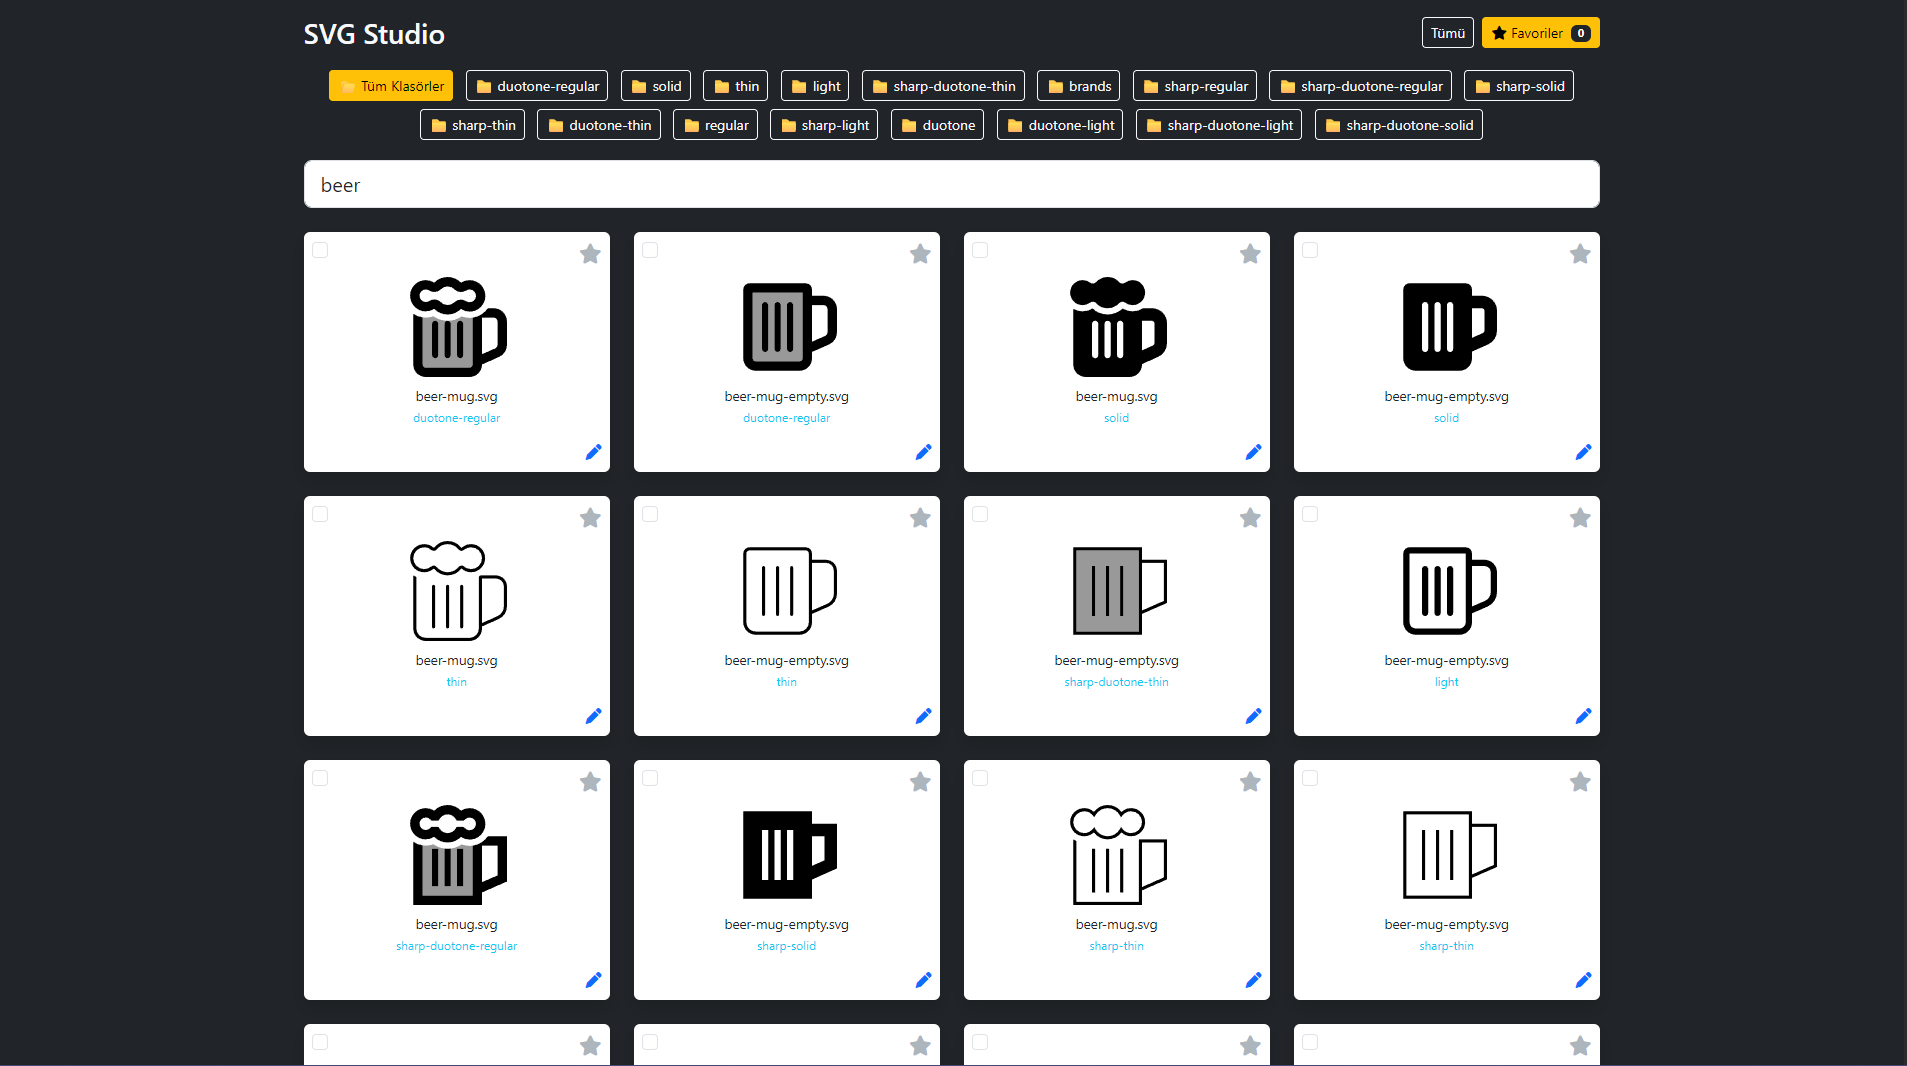 SVG Studio
Tümü
Favoriler 0
Tüm Klasörler duotone-regular solid thin light sharp-duotone-thin brands sharp-regular sharp-duotone-regular sharp-solid
sharp-thin duotone-thin regular sharp-light duotone duotone-light sharp-duotone-light sharp-duotone-solid
beer
beer-mug.svg
duotone-regular
beer-mug-empty.svg
duotone-regular
beer-mug.svg
solid
beer-mug-empty.svg
solid
beer-mug.svg
thin
beer-mug-empty.svg
thin
beer-mug-empty.svg
sharp-duotone-thin
beer-mug-empty.svg
light
beer-mug.svg
sharp-duotone-regular
beer-mug-empty.svg
sharp-solid
beer-mug.svg
sharp-thin
beer-mug-empty.svg
sharp-thin